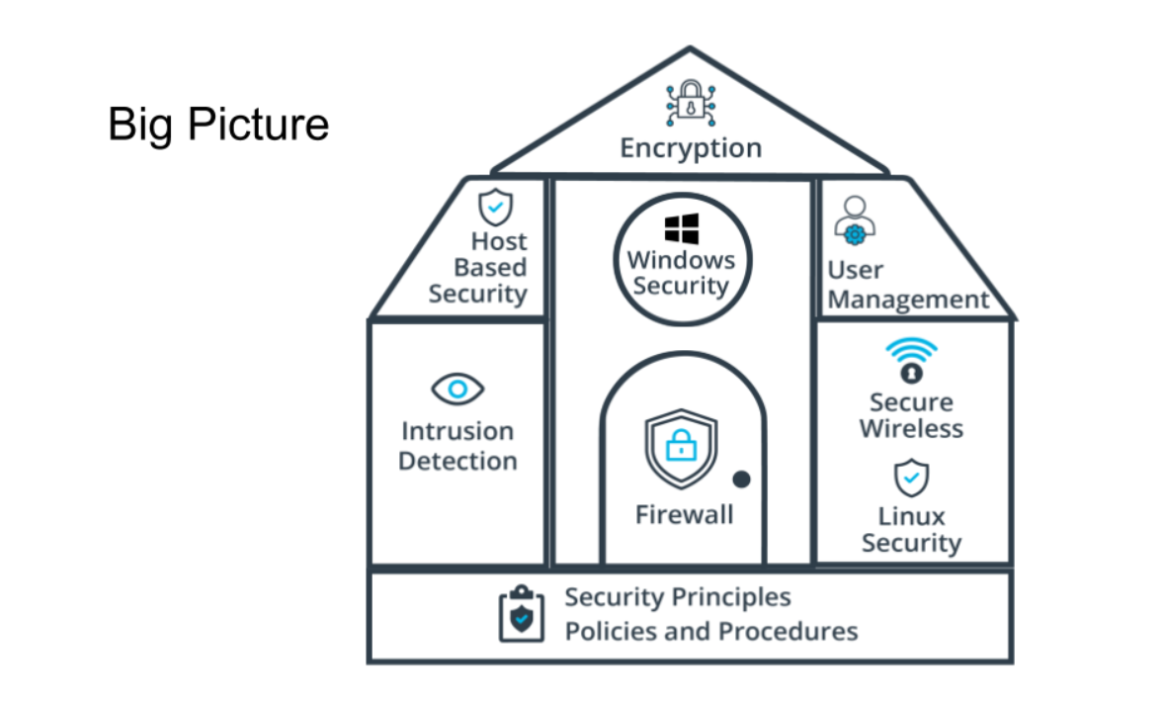 Big Picture
Encryption
Host
Based
Security
Windows
Security
User
Management
Intrusion
Detection
Firewall
Secure
Wireless
Linux
Security
Security Principles
Policies and Procedures